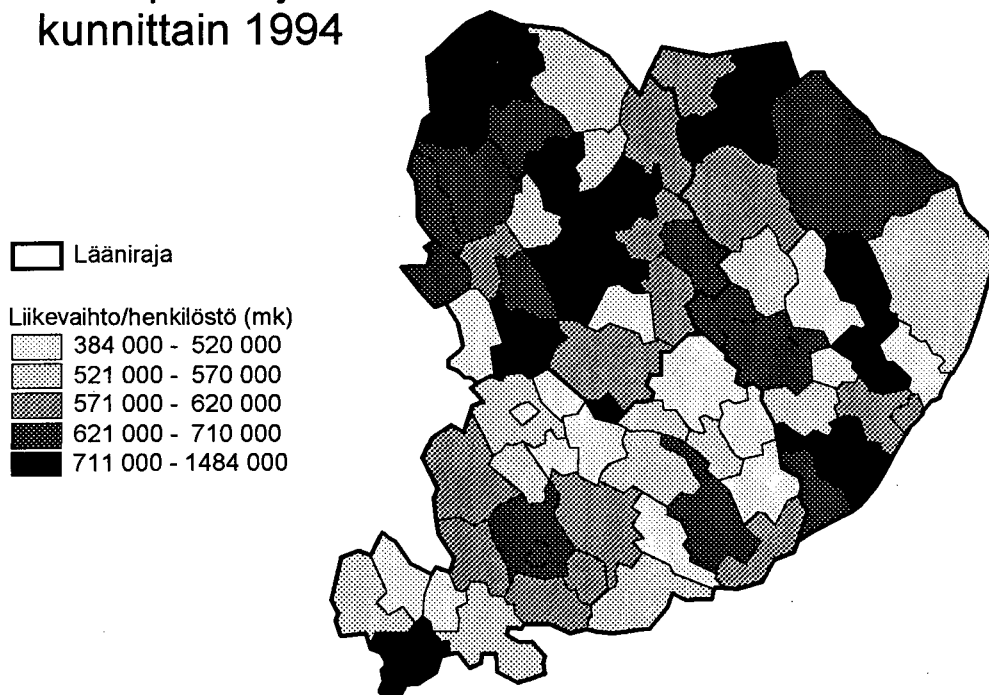 kunnittain 1994
Lääniraja
Liikevaihto/henkilöstö (mk)
384 000 - 520 000
521 000 - 570 000
571 000 - 620 000
621 000 - 710 000
711 000 - 1484 000